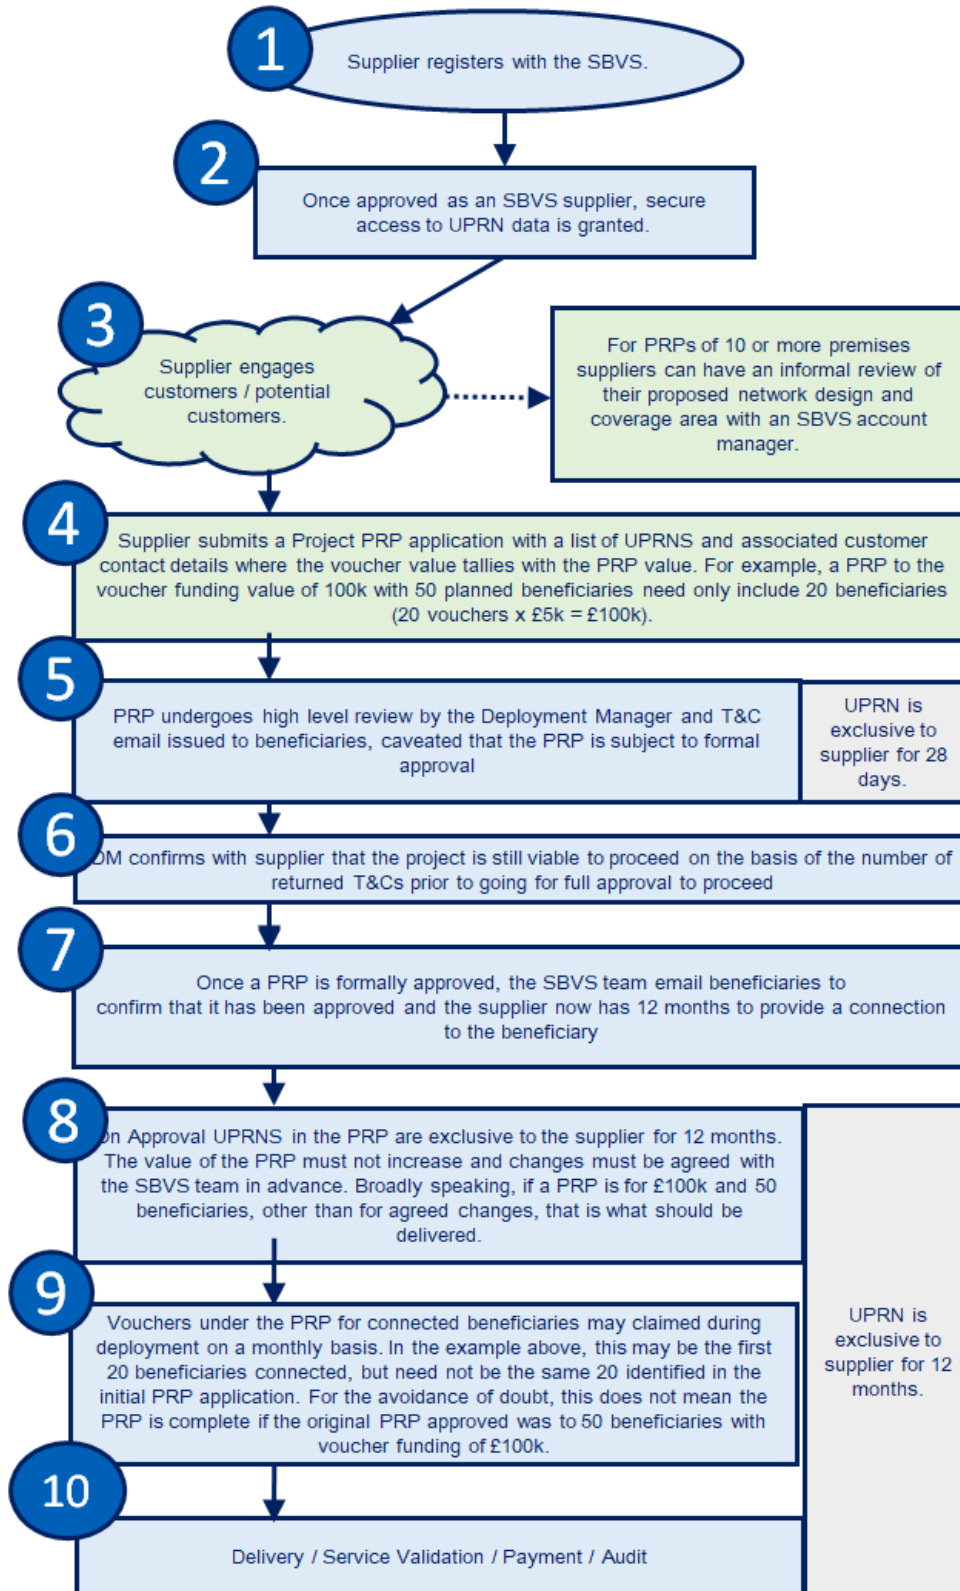 1
Supplier registers with the SBVS.
2
Once approved as an SBVS supplier, secure
access to UPRN data is granted.
3
Supplier engages
customers / potential
customers.
For PRPs of 10 or more premises
suppliers can have an informal review of
their proposed network design and
coverage area with an SBVS account
manager.
4
Supplier submits a Project PRP application with a list of UPRNS and associated customer
contact details where the voucher value tallies with the PRP value. For example, a PRP to the
voucher funding value of 100k with 50 planned beneficiaries need only include 20 beneficiaries
(20 vouchers x £5k = £100k).
5
PRP undergoes high level review by the Deployment Manager and T&C
email issued to beneficiaries, caveated that the PRP is subject to formal
approval
UPRN is
exclusive to
supplier for 28
days.
6
DM confirms with supplier that the project is still viable to proceed on the basis of the number of
returned T&Cs prior to going for full approval to proceed
7
Once a PRP is formally approved, the SBVS team email beneficiaries to
confirm that it has been approved and the supplier now has 12 months to provide a connection
to the beneficiary
8
On Approval UPRNS in the PRP are exclusive to the supplier for 12 months.
The value of the PRP must not increase and changes must be agreed with
the SBVS team in advance. Broadly speaking, if a PRP is for £100k and 50
beneficiaries, other than for agreed changes, that is what should be
delivered.
9
Vouchers under the PRP for connected beneficiaries may claimed during
deployment on a monthly basis. In the example above, this may be the first
20 beneficiaries connected, but need not be the same 20 identified in the
initial PRP application. For the avoidance of doubt, this does not mean the
PRP is complete if the original PRP approved was to 50 beneficiaries with
voucher funding of £100k.
UPRN is
exclusive to
supplier for 12
months.
10
Delivery / Service Validation / Payment / Audit